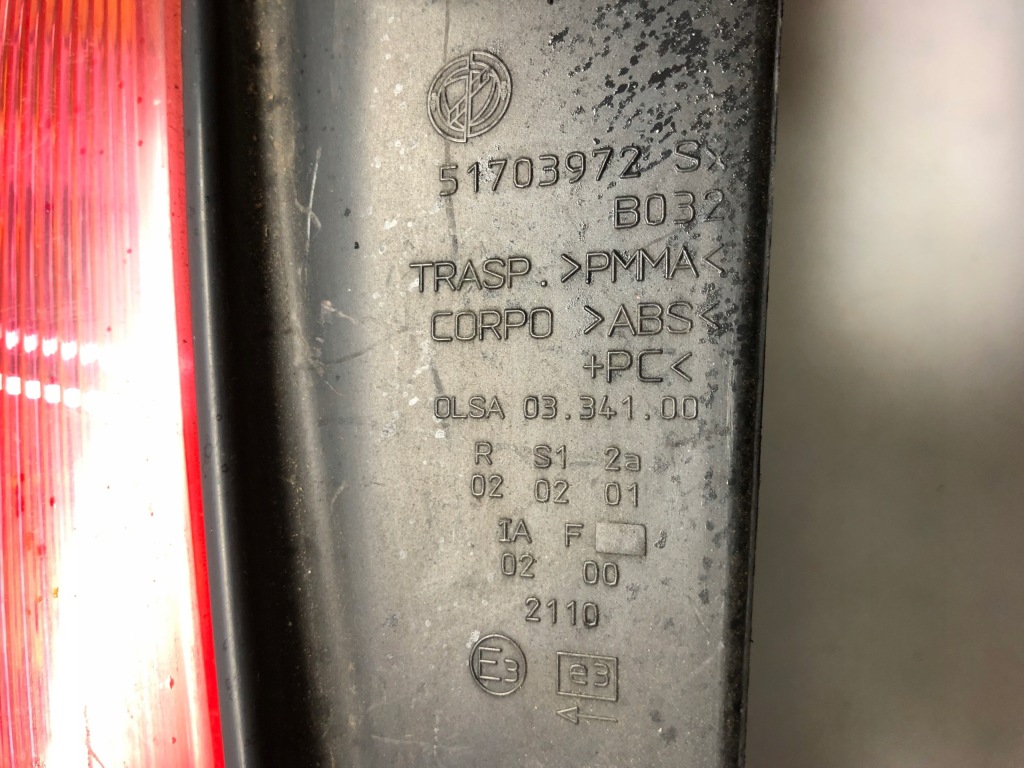 51703972 Sx
B032
TRASP. >PMMA<
CORPO >ABS<
+PC<
OLSA 03.341.00
R S1 2a
02 02 01
IA F
02 00
2110
E3 e3